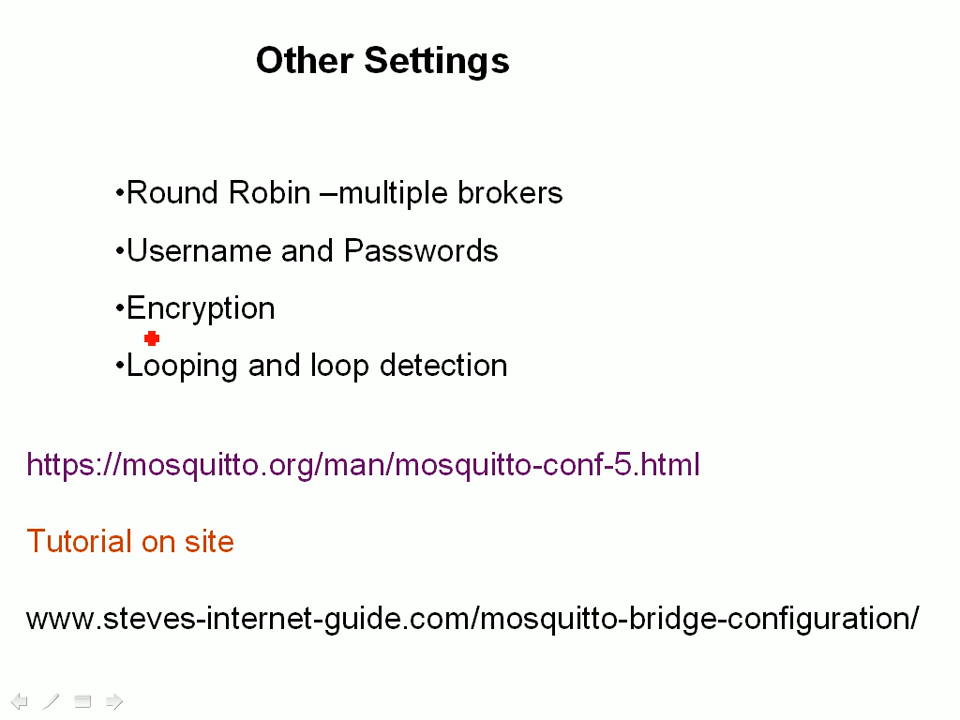 Other Settings
•Round Robin –multiple brokers
•Username and Passwords
•Encryption
•Looping and loop detection
https://mosquitto.org/man/mosquitto-conf-5.html
Tutorial on site
www.steves-internet-guide.com/mosquitto-bridge-configuration/